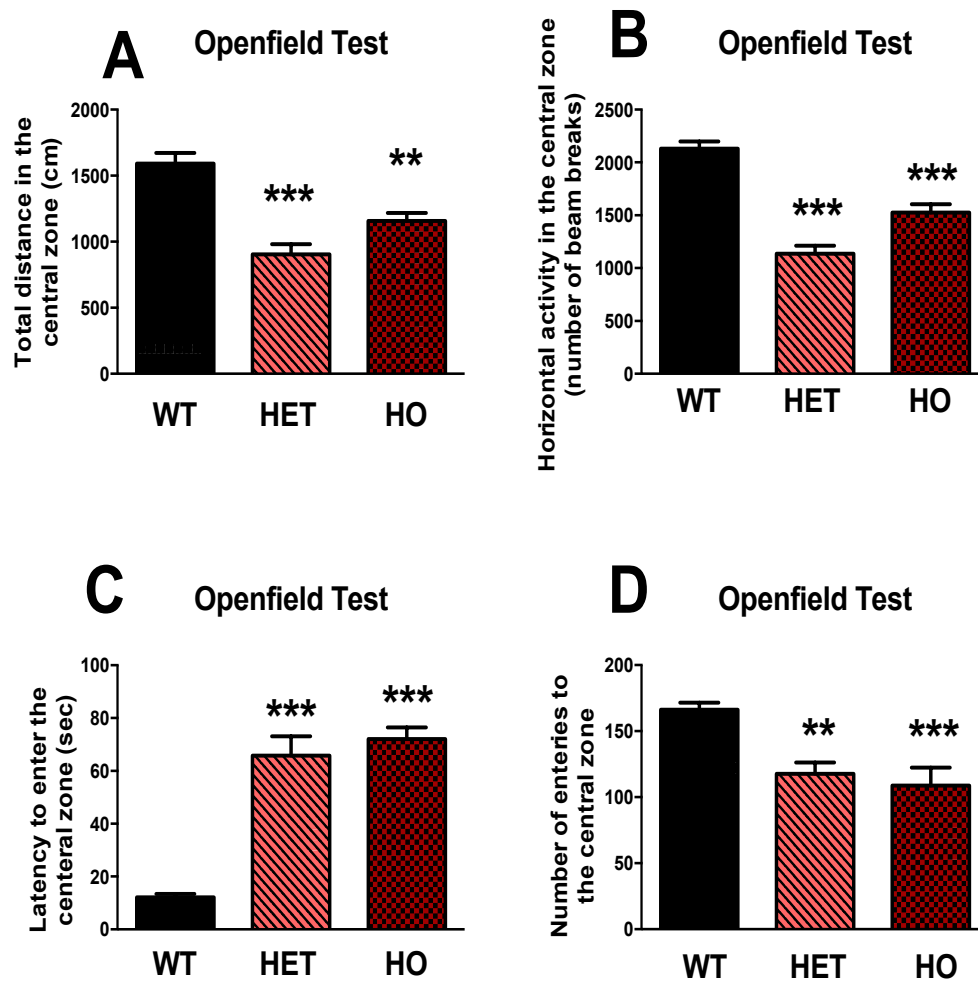 A
Openfield Test
Total distance in the
central zone (cm)
2000
1500
1000
500
0
***
**
WT
HET
HO
B
Openfield Test
Horizontal activity in the central zone
(number of beam breaks)
2500
2000
1500
1000
500
0
***
***
WT
HET
HO
C
Openfield Test
Latency to enter the
centeral zone (sec)
100
80
60
40
20
0
***
***
WT
HET
HO
D
Openfield Test
Number of enteries to
the central zone
200
150
100
50
0
**
***
WT
HET
HO